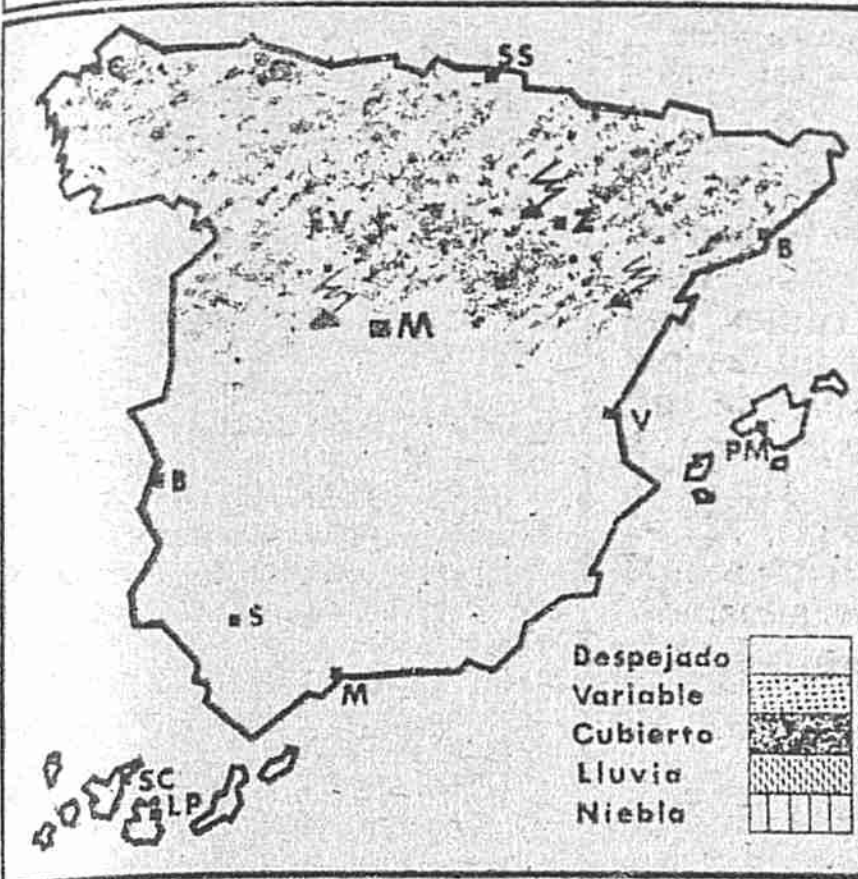 C
SS
V
Z
B
M
V
PM
B
S
M
SC
LP
Despejado
Variable
Cubierto
Lluvia
Niebla